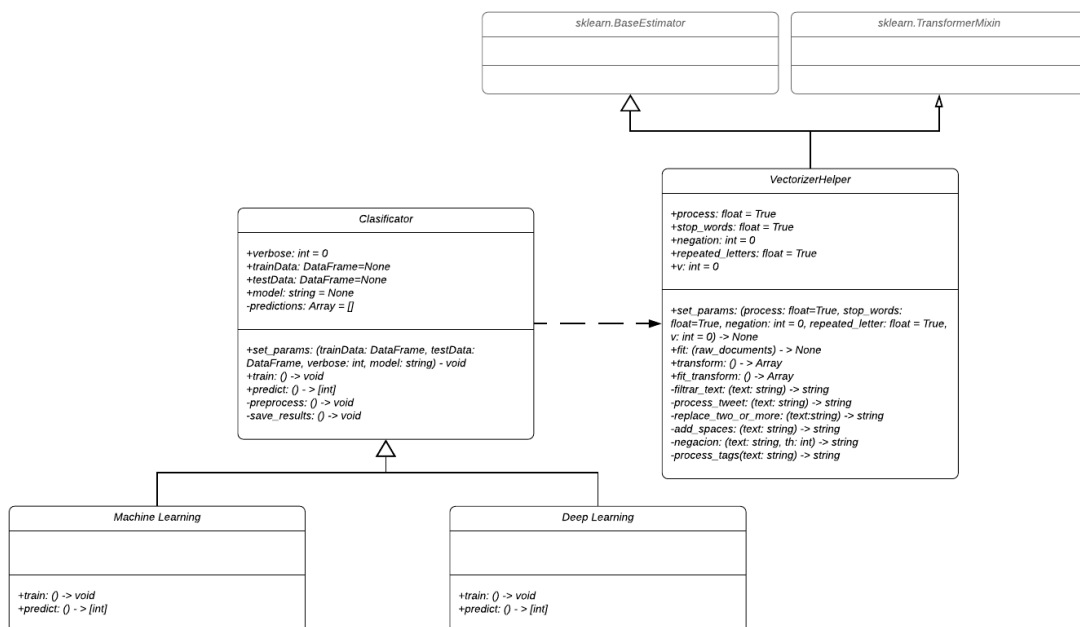 sklearn.BaseEstimator
sklearn.TransformerMixin
VectorizerHelper
+process: float = True
+stop_words: float = True
+negation: int = 0
+repeated_letters: float = True
+v: int = 0
+set_params: (process: float=True, stop_words:
float=True, negation: int = 0, repeated_letter: float = True,
v: int = 0) -> None
+fit: (raw_documents) - > None
+transform: () - > Array
+fit_transform: () -> Array
-filtrar_text: (text: string) -> string
-process_tweet: (text: string) -> string
-replace_two_or_more: (text:string) -> string
-add_spaces: (text: string) -> string
-negacion: (text: string, th: int) -> string
-process_tags(text: string) -> string
Clasificator
+verbose: int = 0
+trainData: DataFrame=None
+testData: DataFrame=None
+model: string = None
-predictions: Array = []
+set_params: (trainData: DataFrame, testData:
DataFrame, verbose: int, model: string) - void
+train: () -> void
+predict: () - > [int]
-preprocess: () -> void
-save_results: () -> void
Machine Learning
+train: () -> void
+predict: () - > [int]
Deep Learning
+train: () -> void
+predict: () - > [int]